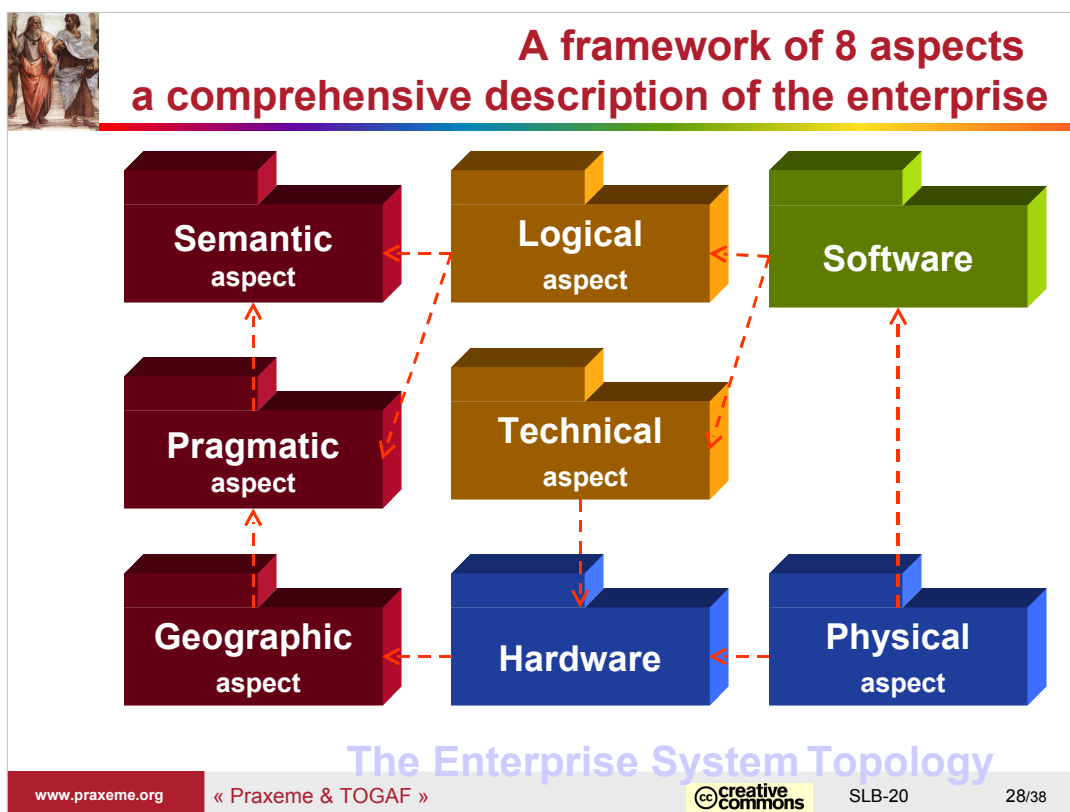 A framework of 8 aspects
a comprehensive description of the enterprise
Semantic
aspect
Logical
aspect
Software
Pragmatic
aspect
Technical
aspect
Geographic
aspect
Hardware
Physical
aspect
The Enterprise System Topology
www.praxeme.org
« Praxeme & TOGAF »
cc creative commons
SLB-20
28/38